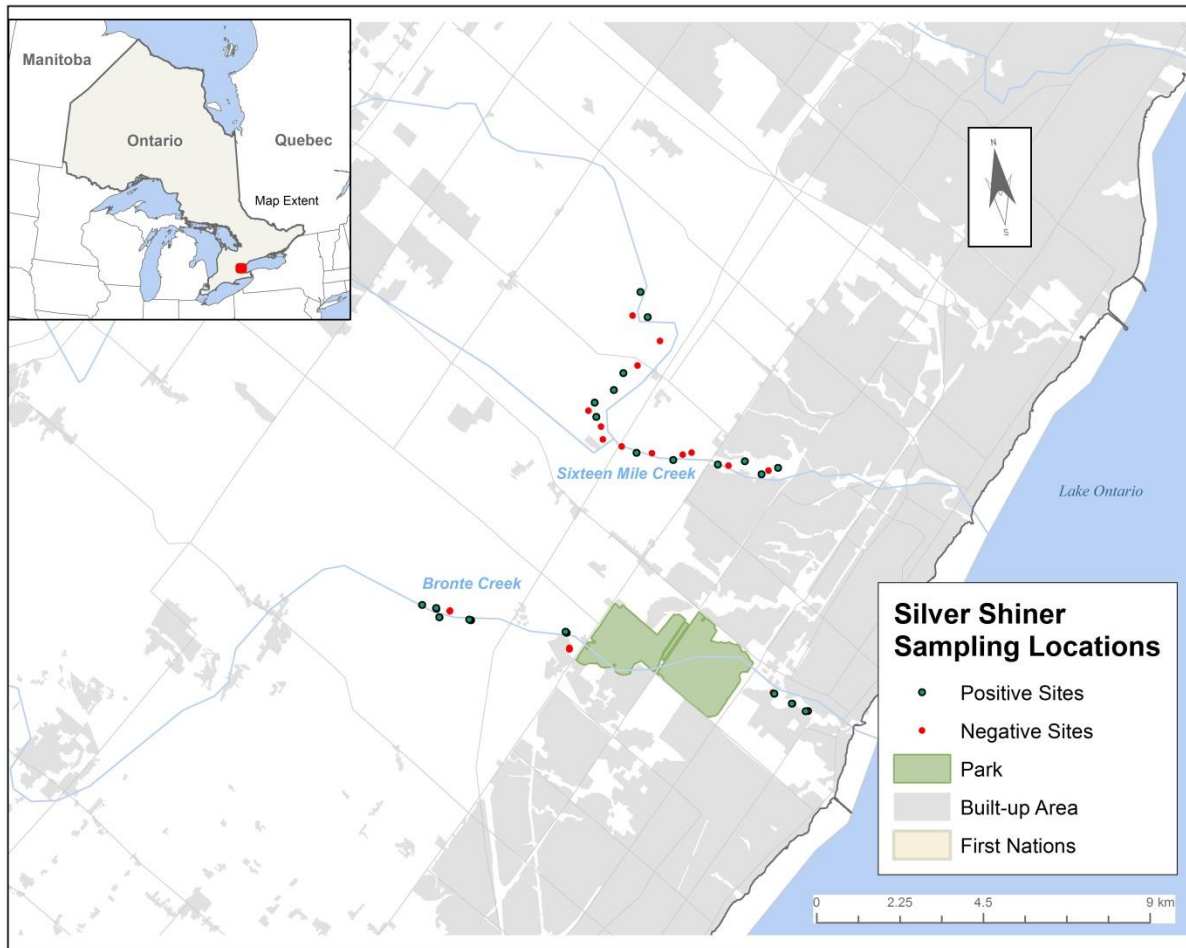 Manitoba
Ontario
Quebec
Map Extent
N
S
Sixteen Mile Creek
Lake Ontario
Bronte Creek
Silver Shiner
Sampling Locations
Positive Sites
Negative Sites
Park
Built-up Area
First Nations
0 2.25 4.5 9 km